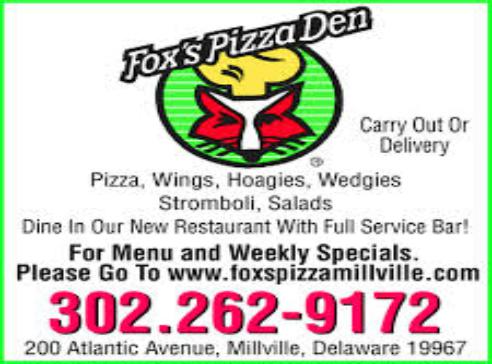 Fox's Pizza Den
®
Carry Out Or
Delivery
Pizza, Wings, Hoagies, Wedgies
Stromboli, Salads
Dine In Our New Restaurant With Full Service Bar!
For Menu and Weekly Specials.
Please Go To www.foxspizzamillville.com
302.262-9172
200 Atlantic Avenue, Millville, Delaware 19967